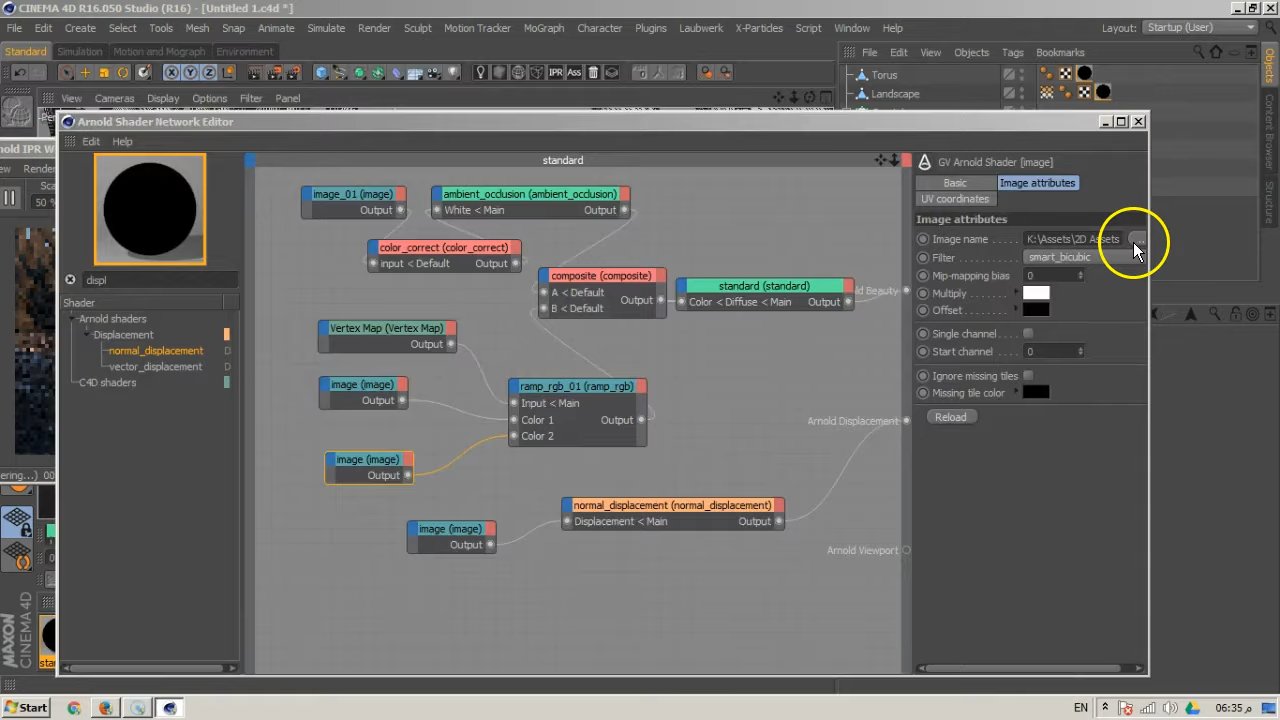 CINEMA 4D R16.050 Studio (R16) - [Untitled 1.c4d *]
File Edit Create Select Tools Mesh Snap Animate Simulate Render Sculpt Motion Tracker MoGraph Character Plugins Laubwerk X-Particles Script Window Layout: Startup (User)
Standard Simulation Motion and Mograph Environment
File Edit View Objects Tags Bookmarks
IPR Ass
Torus
View Cameras Display Options Filter Panel
Landscape
Objects
Content Browser
Structure
Arnold Shader Network Editor
Edit Help
Arnold IPR W
standard
GV Arnold Shader [image]
Basic Image attributes
UV coordinates
Image attributes
Image name K:\Assets\2D Assets ...
Filter smart_bicubic
Mip-mapping bias 0
Multiply
Offset
Single channel
Start channel 0
Ignore missing tiles
Missing tile color
Reload
50 %
displ
Shader
Arnold shaders
Displacement
normal_displacement D
vector_displacement D
C4D shaders
image_01 (image)
Output
ambient_occlusion (ambient_occlusion)
White < Main Output
color_correct (color_correct)
input < Default Output
composite (composite)
A < Default
Output
B < Default
standard (standard)
Color < Diffuse < Main Output
ld Beauty
Vertex Map (Vertex Map)
Output
image (image)
Output
ramp_rgb_01 (ramp_rgb)
Input < Main
Color 1 Output
Color 2
Arnold Displacement
image (image)
Output
normal_displacement (normal_displacement)
Displacement < Main Output
image (image)
Output
Arnold Viewport
MAXON
CINEMA 4D
Start EN 06:35 م